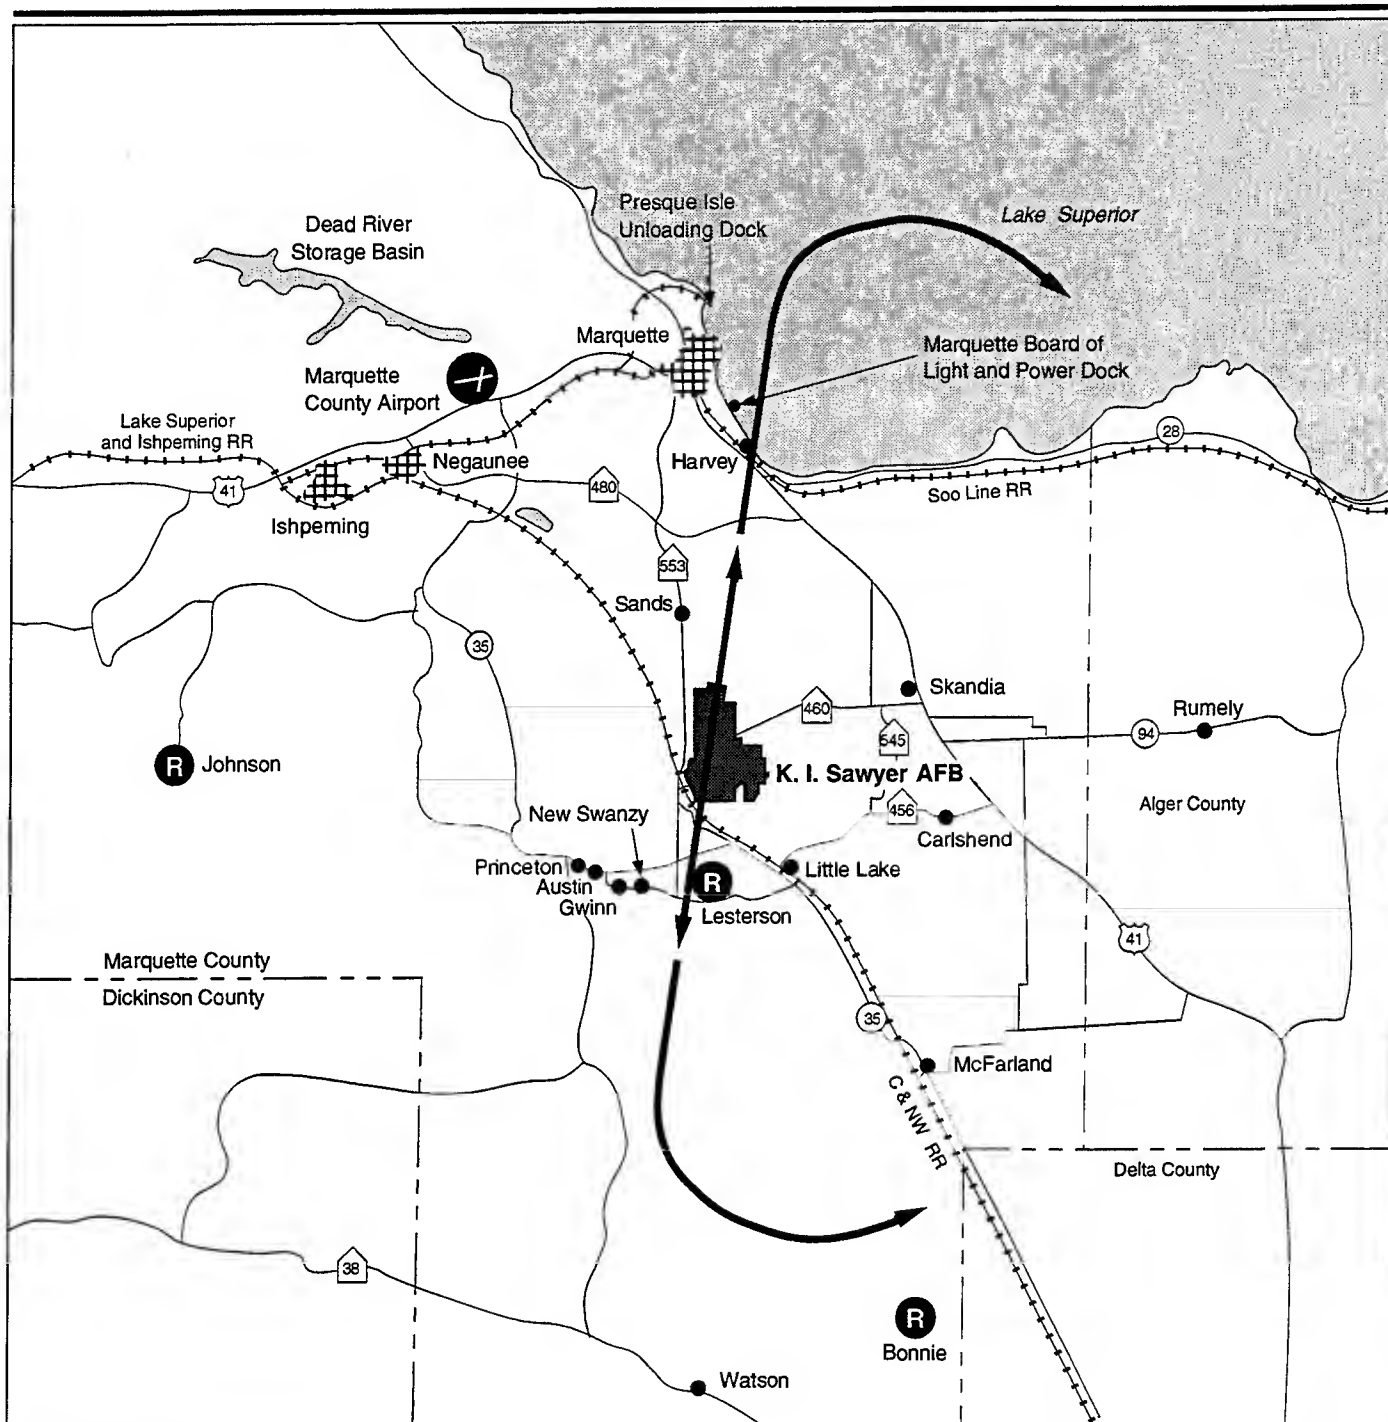 Presque Isle
Unloading Dock
Lake Superior
Dead River
Storage Basin
Marquette
Marquette Board of
Light and Power Dock
Marquette
County Airport
Lake Superior
and Ishpeming RR
28
Harvey
Negaunee
480
41
Soo Line RR
Ishpeming
553
Sands
35
Skandia
460
Rumely
545
94
R
Johnson
K. I. Sawyer AFB
Alger County
New Swanzy
456
Carlshend
Princeton
Little Lake
Austin
R
Gwinn
Lesterson
41
Marquette County
Dickinson County
35
McFarland
C & NW RR
Delta County
38
R
Bonnie
Watson